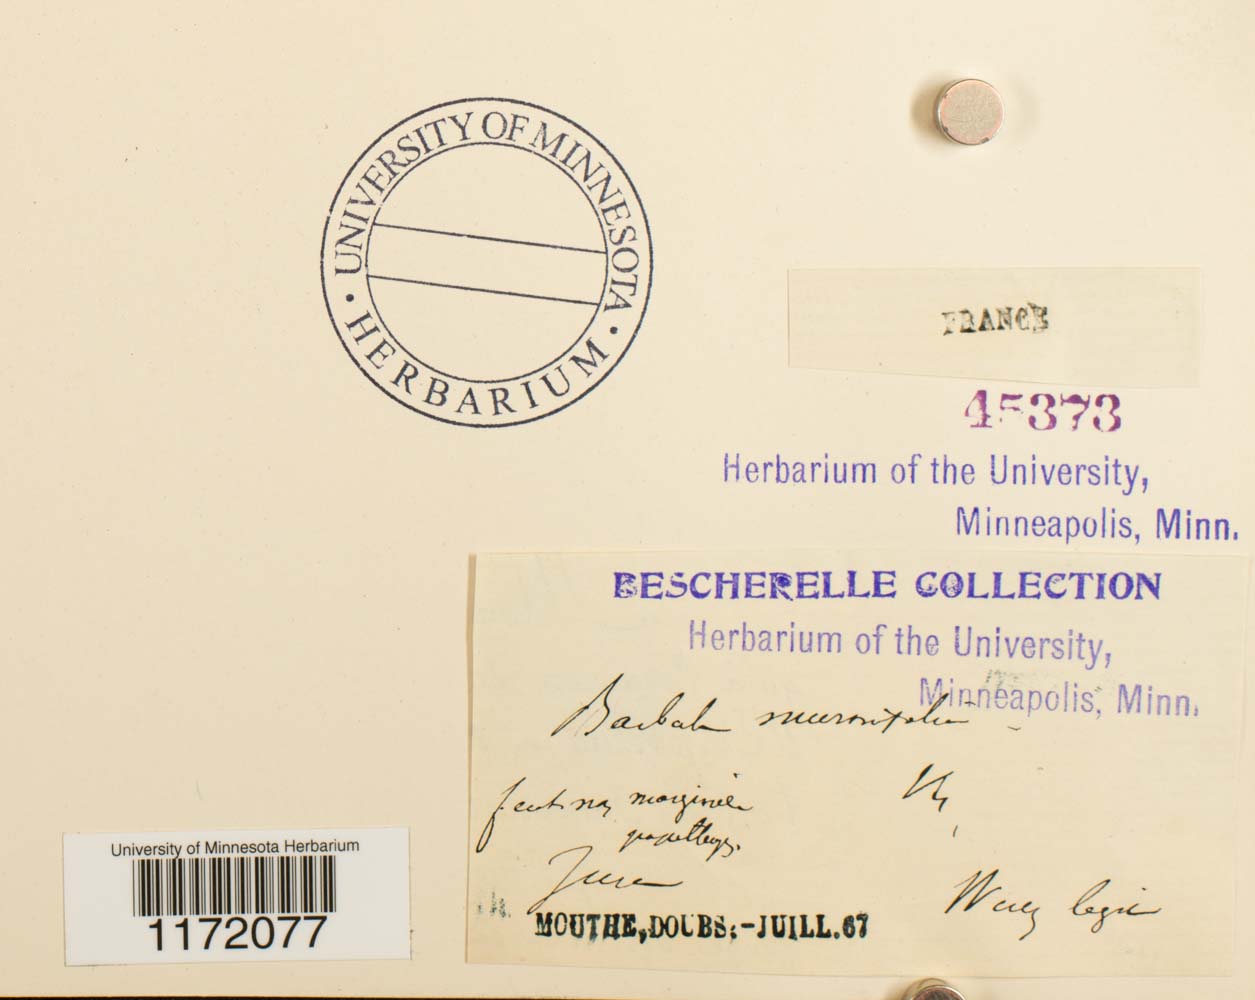 UNIVERSITY OF MINNESOTA
HERBARIUM
FRANCE
45373
Herbarium of the University,
Minneapolis, Minn.
BESCHERELLE COLLECTION
Herbarium of the University,
Minneapolis, Minn.
Barbula
Jura
MOUTHE, DOUBS:-JUILL. 67
University of Minnesota Herbarium
1172077